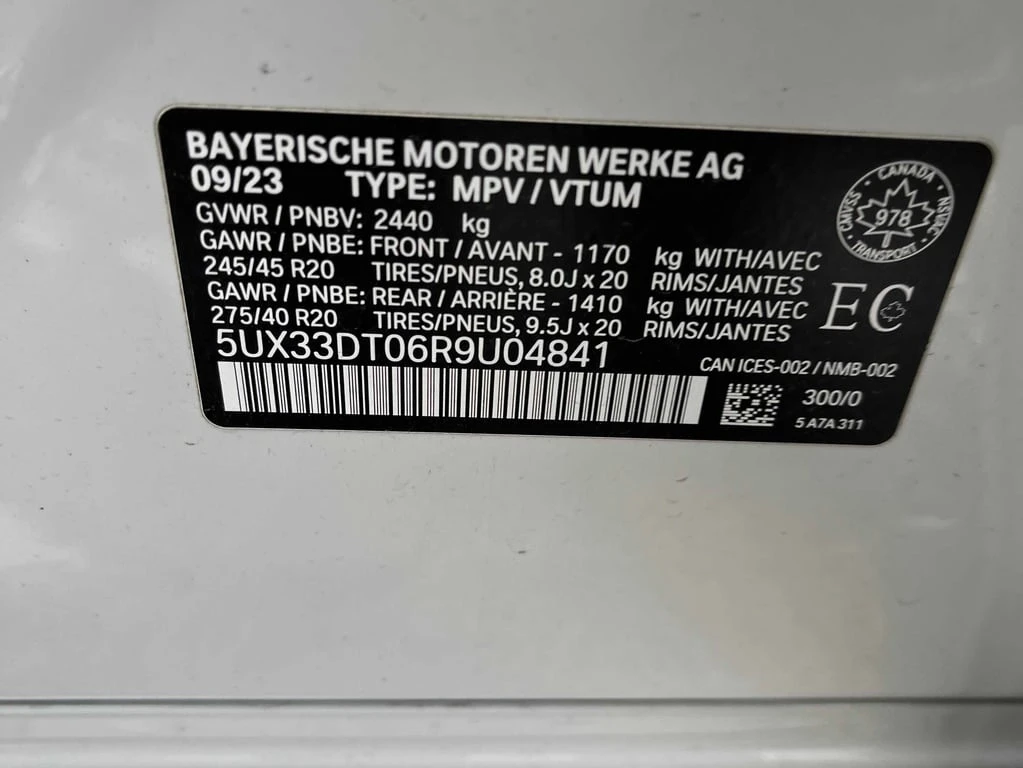 BAYERISCHE MOTOREN WERKE AG
09/23 TYPE: MPV / VTUM
GVWR / PNBV: 2440 kg
GAWR / PNBE: FRONT / AVANT - 1170 kg WITH/AVEC
245/45 R20 TIRES/PNEUS, 8.0J x 20 RIMS/JANTES
GAWR / PNBE: REAR / ARRIÈRE - 1410 kg WITH/AVEC
275/40 R20 TIRES/PNEUS, 9.5J x 20 RIMS/JANTES
5UX33DT06R9U04841
CANADA
CMVSS 978 NSVAC
TRANSPORT
EC
CAN ICES-002 / NMB-002
300/0
5 A7A 311